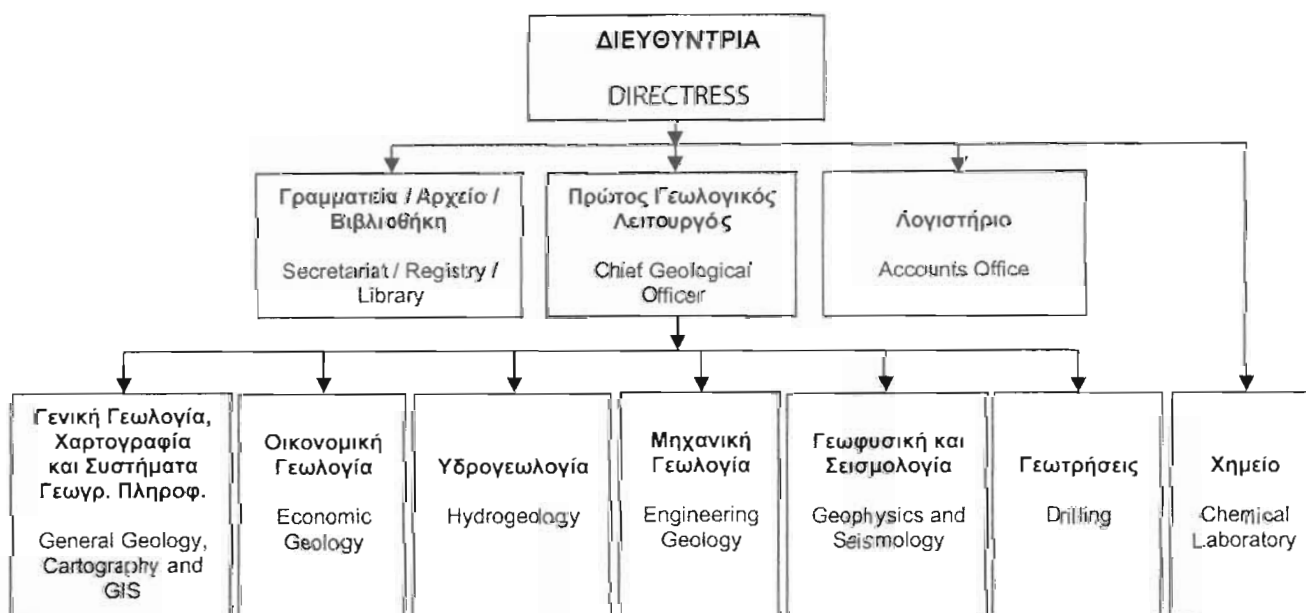 ΔΙΕΥΘΥΝΤΡΙΑ
DIRECTRESS
Γραμματεία / Αρχείο /
Βιβλιοθήκη
Secretariat / Registry /
Library
Πρώτος Γεωλογικός
Λειτουργός
Chief Geological
Officer
Λογιστήριο
Accounts Office
Γενική Γεωλογία,
Χαρτογραφία
και Συστήματα
Γεωγρ. Πληροφ.
General Geology,
Cartography and
GIS
Οικονομική
Γεωλογία
Economic
Geology
Υδρογεωλογία
Hydrogeology
Μηχανική
Γεωλογία
Engineering
Geology
Γεωφυσική και
Σεισμολογία
Geophysics and
Seismology
Γεωτρήσεις
Drilling
Χημείο
Chemical
Laboratory